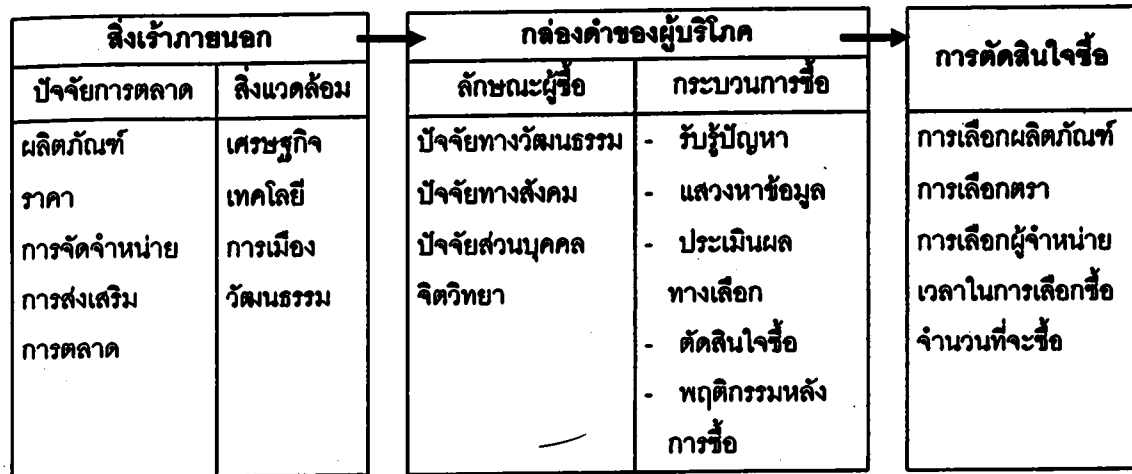 สิ่งเร้าภายนอก
ปัจจัยการตลาด
สิ่งแวดล้อม
ผลิตภัณฑ์
ราคา
การจัดจำหน่าย
การส่งเสริม
การตลาด
เศรษฐกิจ
เทคโลยี
การเมือง
วัฒนธรรม
กล่องดำของผู้บริโภค
ลักษณะผู้ซื้อ
กระบวนการซื้อ
ปัจจัยทางวัฒนธรรม
ปัจจัยทางสังคม
ปัจจัยส่วนบุคคล
จิตวิทยา
- รับรู้ปัญหา
- แสวงหาข้อมูล
- ประเมินผล
ทางเลือก
- ตัดสินใจซื้อ
- พฤติกรรมหลัง
การซื้อ
การตัดสินใจซื้อ
การเลือกผลิตภัณฑ์
การเลือกตรา
การเลือกผู้จำหน่าย
เวลาในการเลือกซื้อ
จำนวนที่จะซื้อ